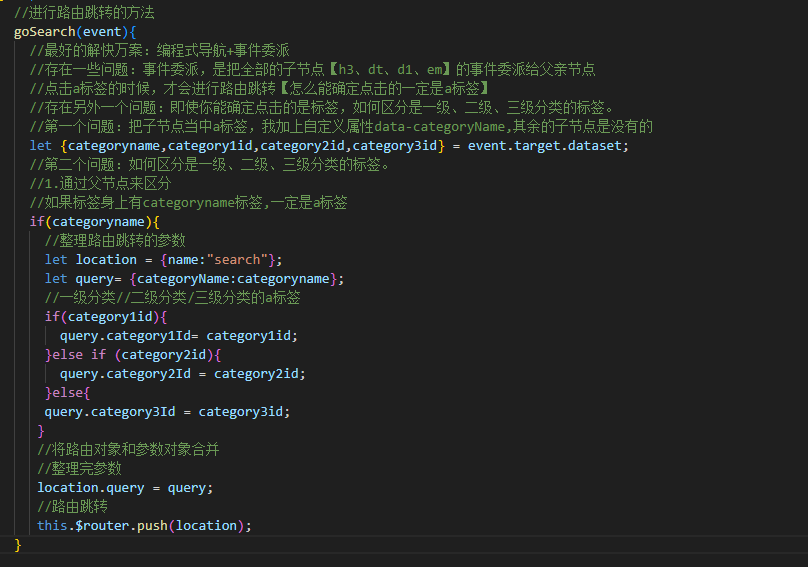 //进行路由跳转的方法
goSearch(event){
//最好的解快万案：编程式导航+事件委派
//存在一些问题：事件委派，是把全部的子节点【h3、dt、d1、em】的事件委派给父亲节点
//点击a标签的时候，才会进行路由跳转【怎么能确定点击的一定是a标签】
//存在另外一个问题：即使你能确定点击的是标签，如何区分是一级、二级、三级分类的标签。
//第一个问题：把子节点当中a标签，我加上自定义属性data-categoryName,其余的子节点是没有的
let {categoryname,category1id,category2id,category3id} = event.target.dataset;
//第二个问题：如何区分是一级、二级、三级分类的标签。
//1.通过父节点来区分
//如果标签身上有categoryname标签,一定是a标签
if(categoryname){
//整理路由跳转的参数
let location = {name:"search"};
let query= {categoryName:categoryname};
//一级分类//二级分类/三级分类的a标签
if(category1id){
query.category1Id= category1id;
}else if (category2id){
query.category2Id = category2id;
}else{
query.category3Id = category3id;
}
//将路由对象和参数对象合并
//整理完参数
location.query = query;
//路由跳转
this.$router.push(location);
}